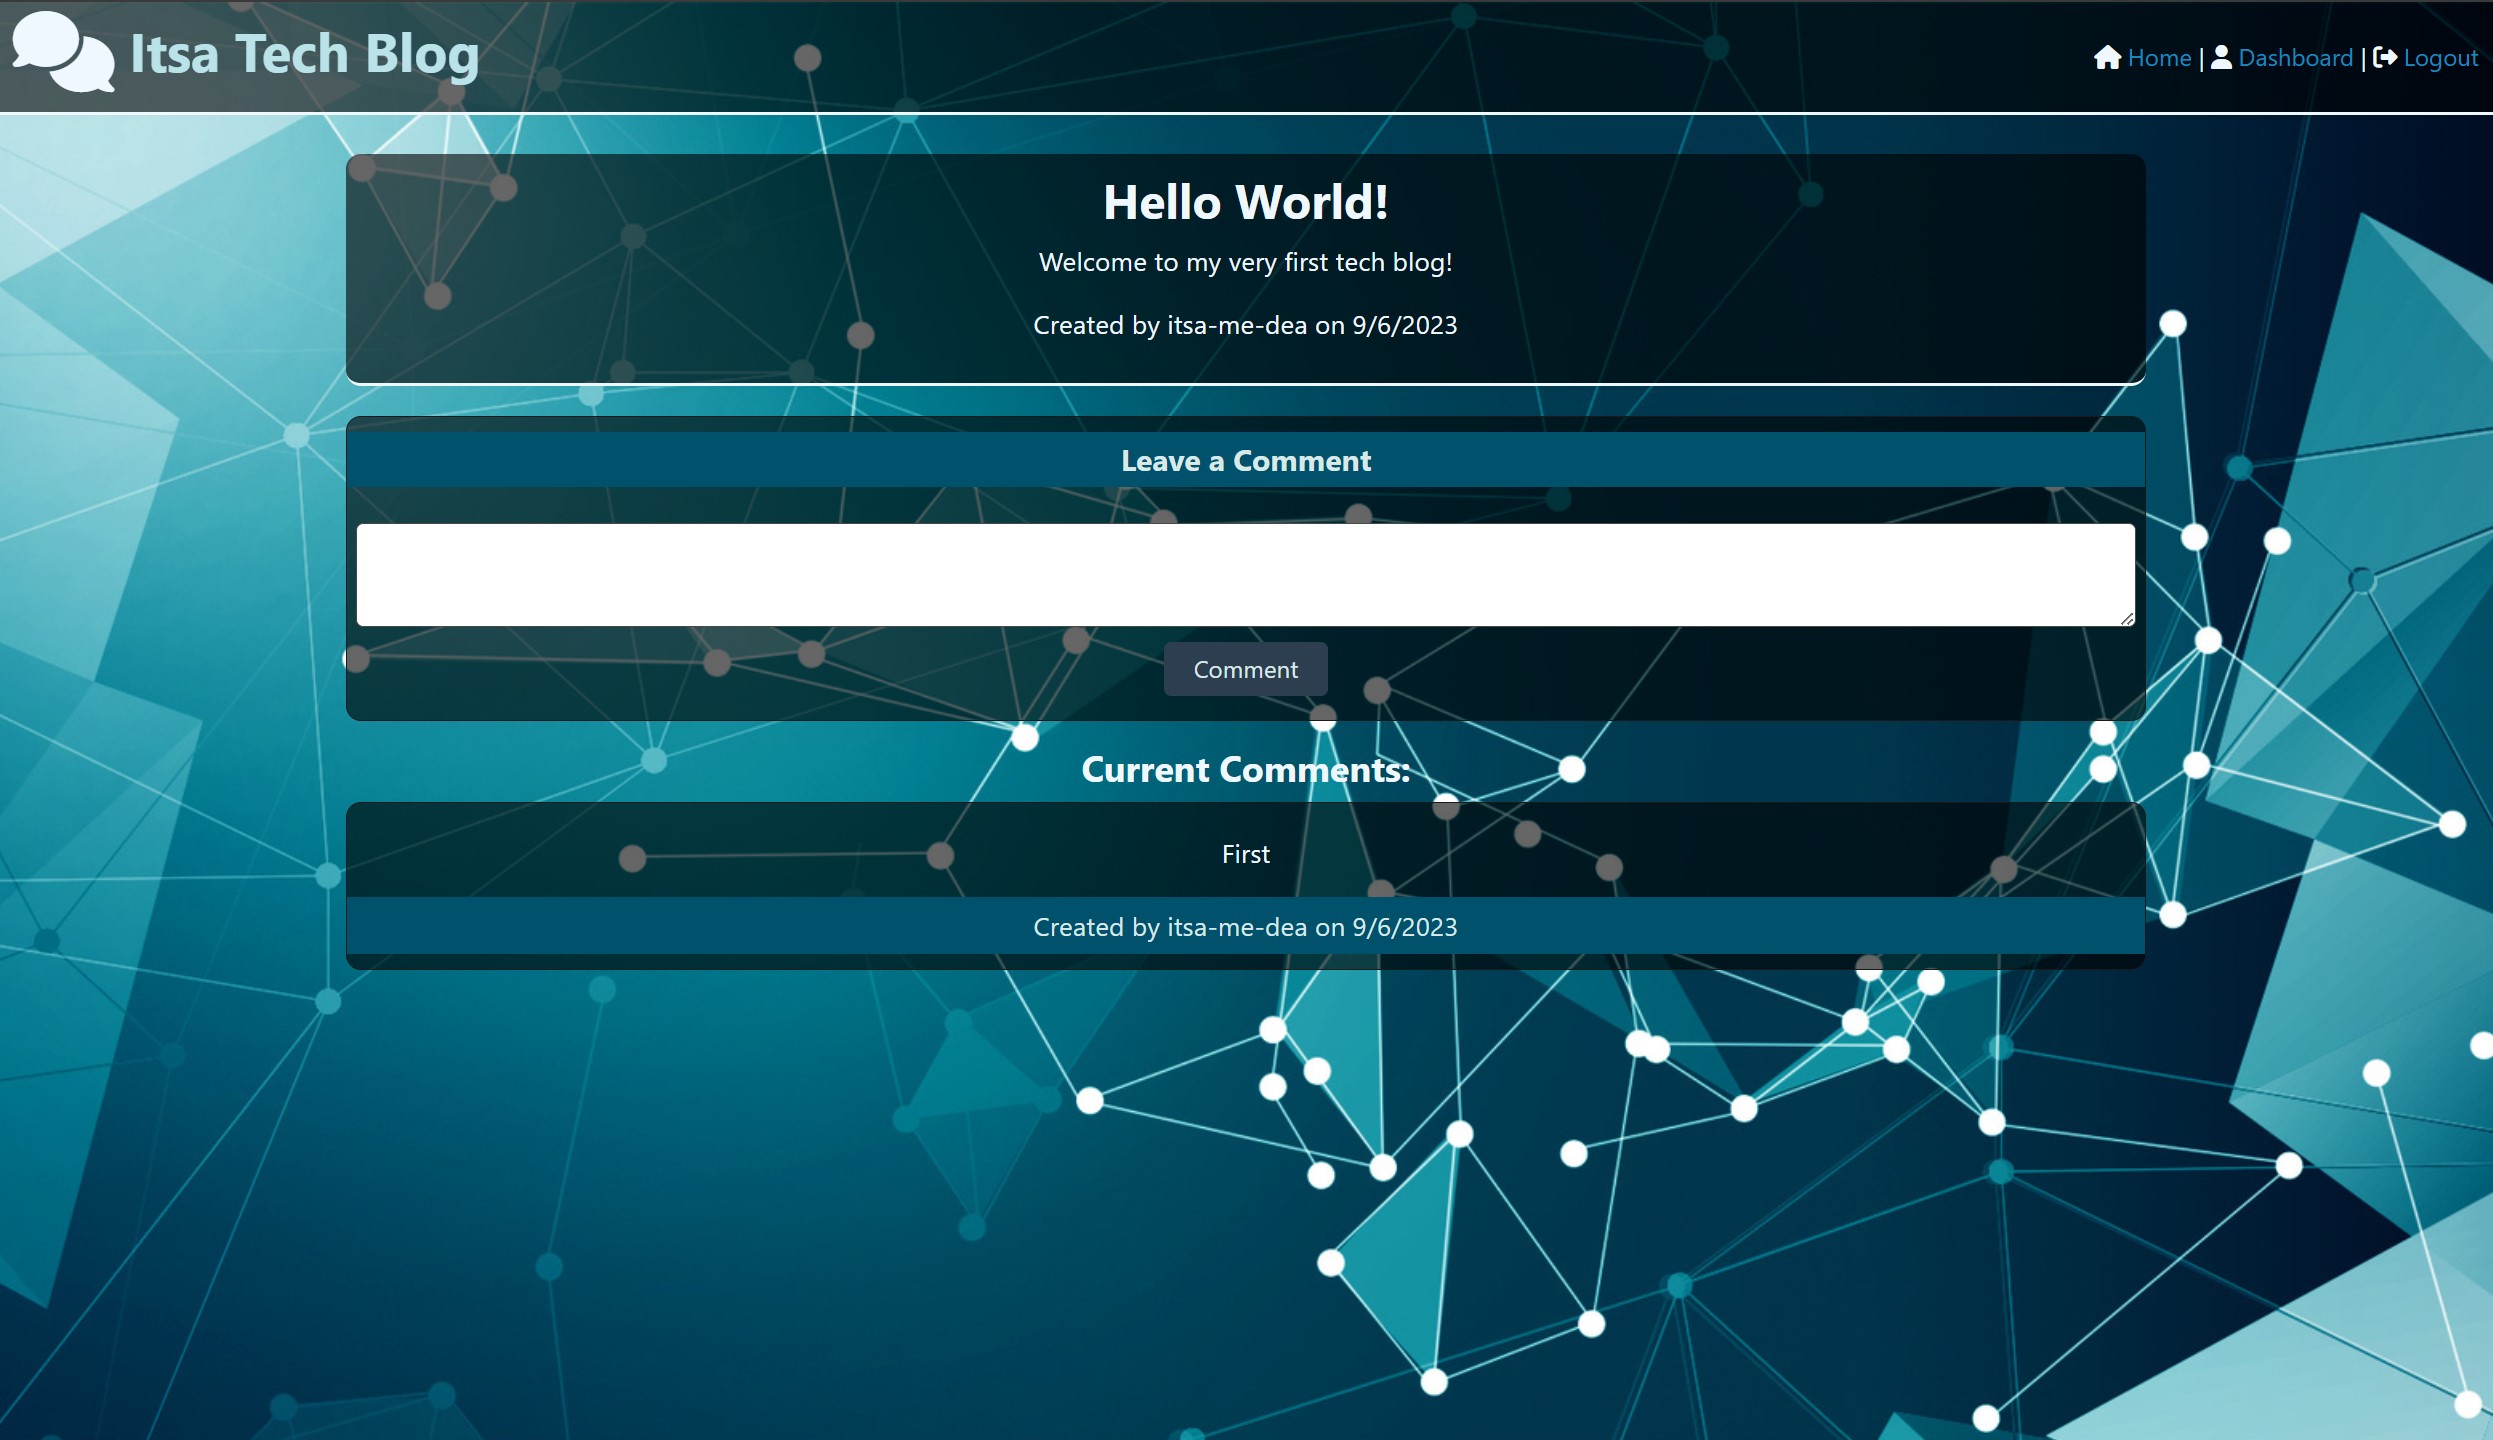 Itsa Tech Blog
Home | Dashboard | Logout
Hello World!
Welcome to my very first tech blog!
Created by itsa-me-dea on 9/6/2023
Leave a Comment
Comment
Current Comments:
First
Created by itsa-me-dea on 9/6/2023